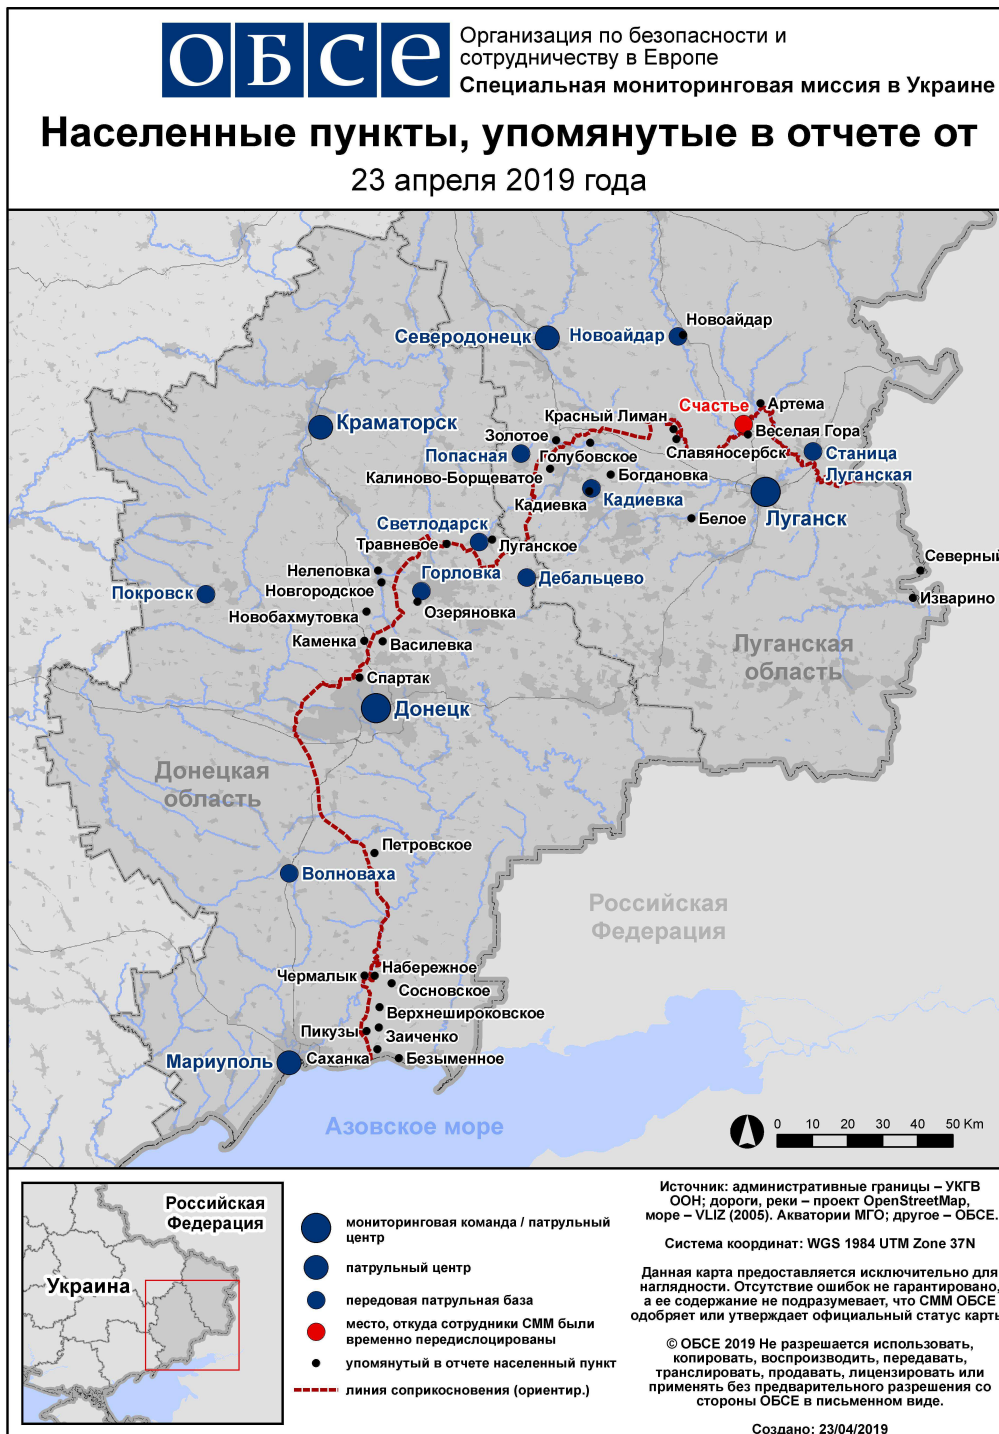 ОБСЕ
Организация по безопасности и
сотрудничеству в Европе
Специальная мониторинговая миссия в Украине
Населенные пункты, упомянутые в отчете от
23 апреля 2019 года
Новоайдар
Северодонецк
Новоайдар
Счастье
Артема
Красный Лиман
Краматорск
Веселая Гора
Золотое
Славяносербск
Станица
Луганская
Попасная
Голубовское
Калиново-Борщеватое
Богдановка
Кадиевка
Кадиевка
Луганск
Белое
Светлодарск
Травневое
Луганское
Северный
Нелеповка
Горловка
Дебальцево
Новгородское
Покровск
Изварино
Озеряновка
Новобахмутовка
Каменка
Василевка
Луганская
область
Спартак
Донецк
Донецкая
область
Петровское
Волноваха
Российская
Федерация
Набережное
Чермалык
Сосновское
Верхнешироковское
Пикузы
Заиченко
Мариуполь
Саханка
Безыменное
Азовское море
0 10 20 30 40 50 Km
Российская
Федерация
Украина
мониторинговая команда / патрульный
центр
патрульный центр
передовая патрульная база
место, откуда сотрудники СММ были
временно передислоцированы
упомянутый в отчете населенный пункт
линия соприкосновения (ориентир.)
Источник: административные границы – УКГВ
ООН; дороги, реки – проект OpenStreetMap,
море – VLIZ (2005). Акватории МГО; другое – ОБСЕ.
Система координат: WGS 1984 UTM Zone 37N
Данная карта предоставляется исключительно для
наглядности. Отсутствие ошибок не гарантировано,
а ее содержание не подразумевает, что СММ ОБСЕ
одобряет или утверждает официальный статус карты.
© ОБСЕ 2019 Не разрешается использовать,
копировать, воспроизводить, передавать,
транслировать, продавать, лицензировать или
применять без предварительного разрешения со
стороны ОБСЕ в письменном виде.
Создано: 23/04/2019